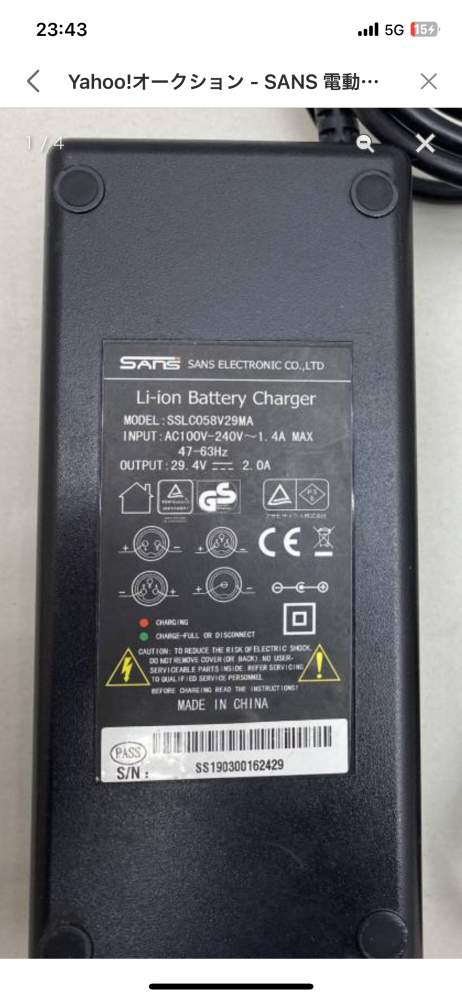 23:43
5G
15
Yahoo!オークション - SANS 電動…
1 / 4
SANS SANS ELECTRONIC CO.,LTD
Li-ion Battery Charger
MODEL:SSLC058V29MA
INPUT:AC100V-240V～1.4A MAX
47-63Hz
OUTPUT:29.4V 2.0A
GS
PSE
CE
CHARGING
CHARGE-FULL OR DISCONNECT
CAUTION: TO REDUCE THE RISK OF ELECTRIC SHOCK,
DO NOT REMOVE COVER (OR BACK). NO USER-
SERVICEABLE PARTS INSIDE. REFER SERVICING
TO QUALIFIED SERVICE PERSONNEL
BEFORE CHARGING READ THE INSTRUCTIONS!
MADE IN CHINA
PASS
S/N:
SS190300162429